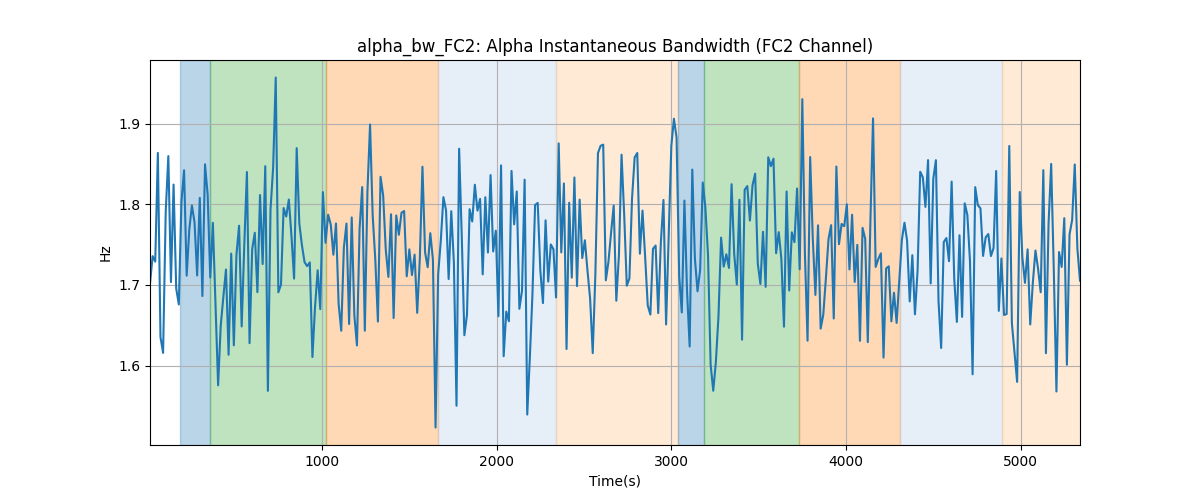 alpha_bw_FC2: Alpha Instantaneous Bandwidth (FC2 Channel)
1.9
1.8
1.7
1.6
Hz
1000 2000 3000 4000 5000
Time(s)